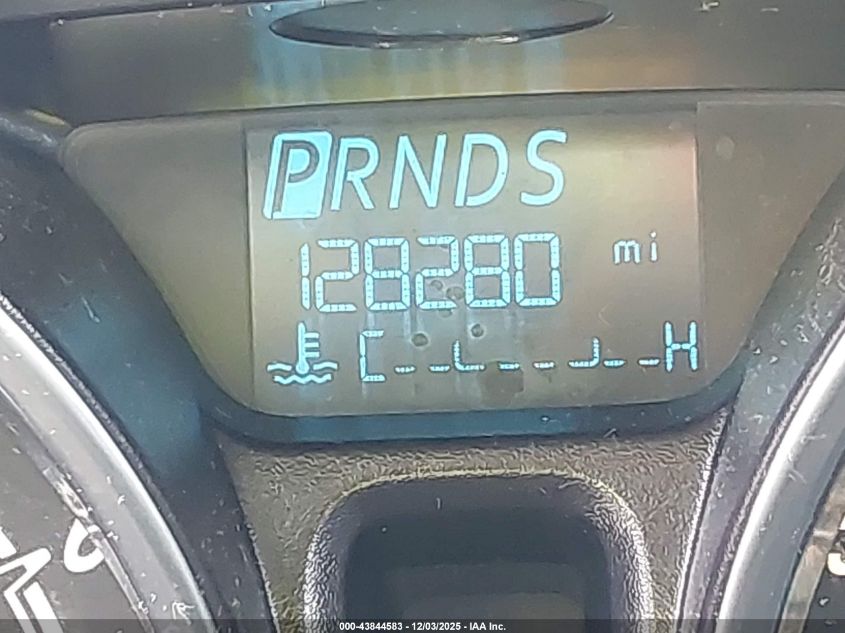 PRNDS
128280 mi
C H
000-43844583 - 12/03/2025 - IAA Inc.